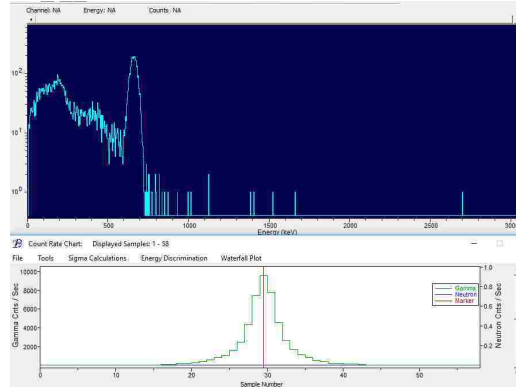 Channel: NA Energy: NA Counts: NA
10²
10¹
10⁰
0 500 1000 1500 2000 2500 3000
Energy (keV)
Count Rate Chart: Displayed Samples: 1 - 58
File Tools Sigma Calculations Energy Discrimination Waterfall Plot
10000
8000
6000
4000
2000
Gamma Cnts / Sec
1.0
0.8
0.6
0.4
0.2
Neutron Cnts / Sec
Gamma
Neutron
Marker
0 10 20 30 40 50
Sample Number